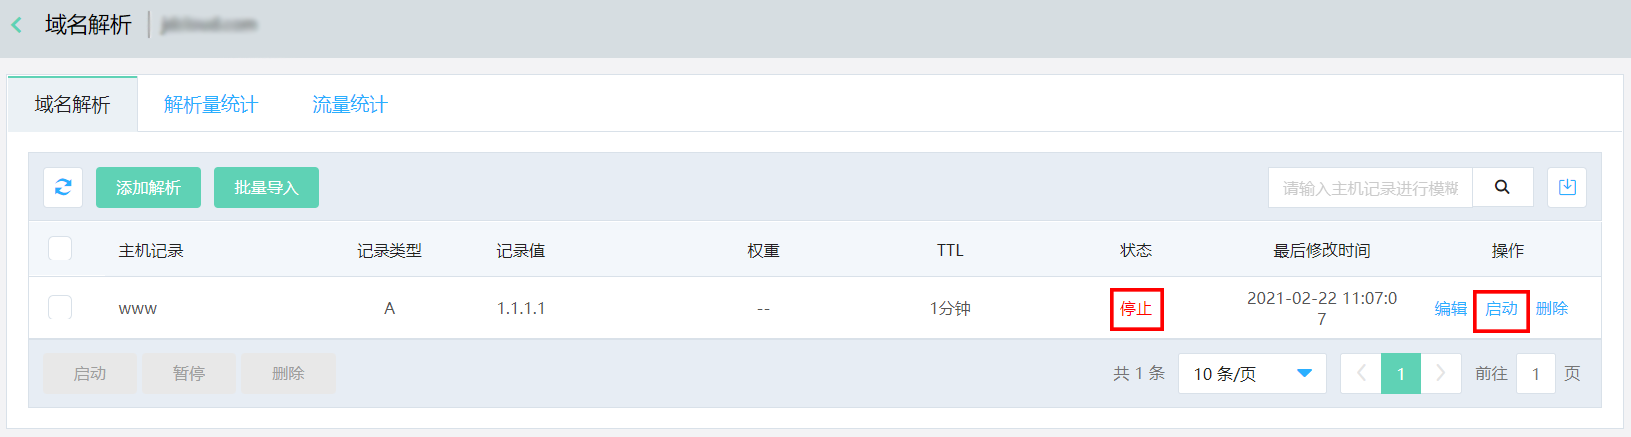 域名解析
域名解析 解析量统计 流量统计
添加解析 批量导入 请输入主机记录进行模糊
主机记录 记录类型 记录值 权重 TTL 状态 最后修改时间 操作
www A 1.1.1.1 -- 1分钟 停止 2021-02-22 11:07:0 编辑 启动 删除
7
启动 暂停 删除 共 1 条 10 条/页 1 前往 1 页